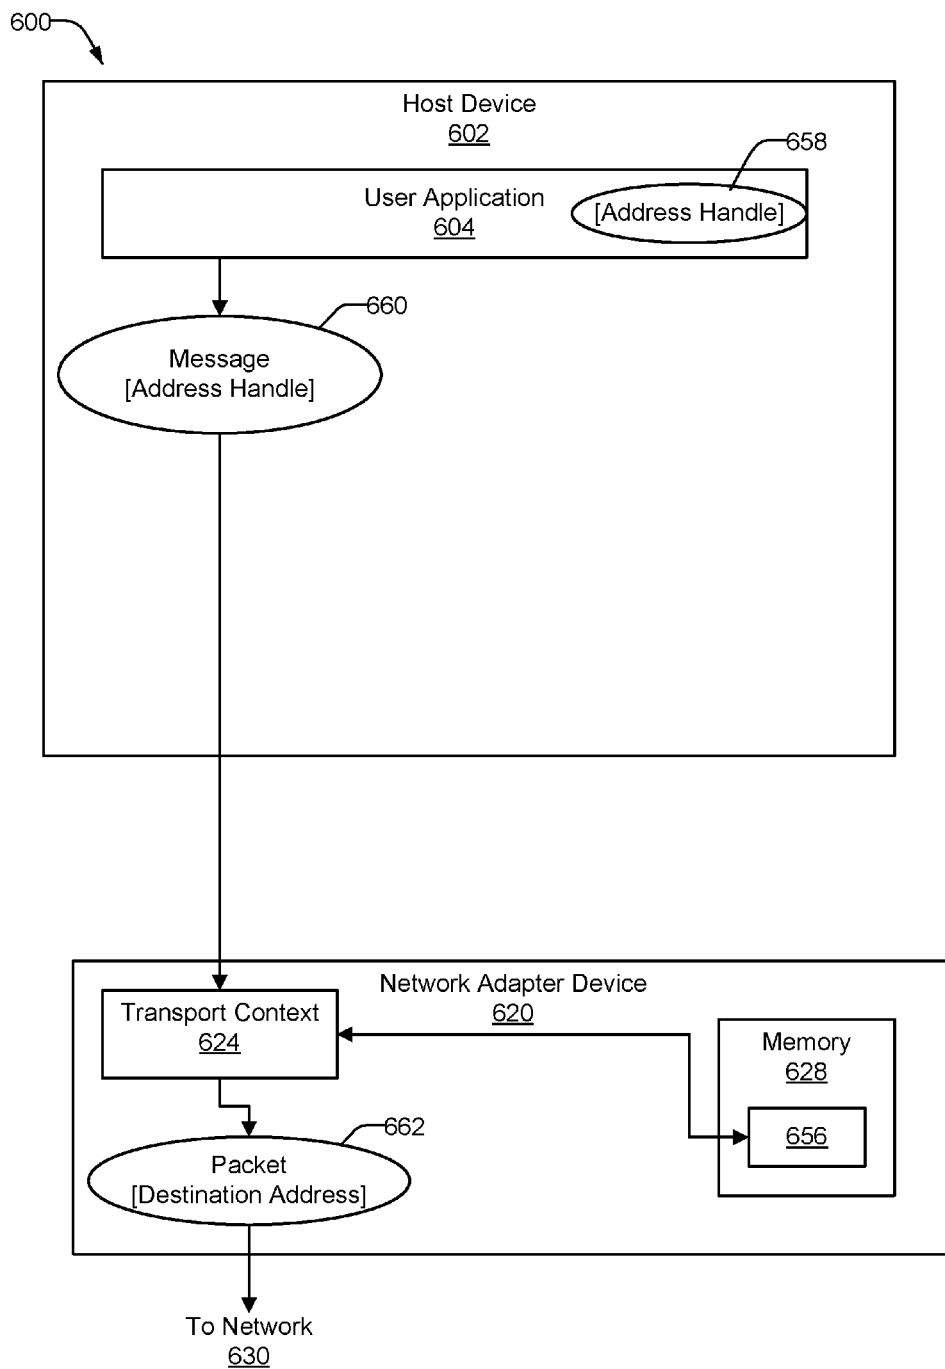 600
Host Device
602
658
User Application
604
[Address Handle]
660
Message
[Address Handle]
Network Adapter Device
620
Transport Context
624
Memory
628
656
662
Packet
[Destination Address]
To Network
630